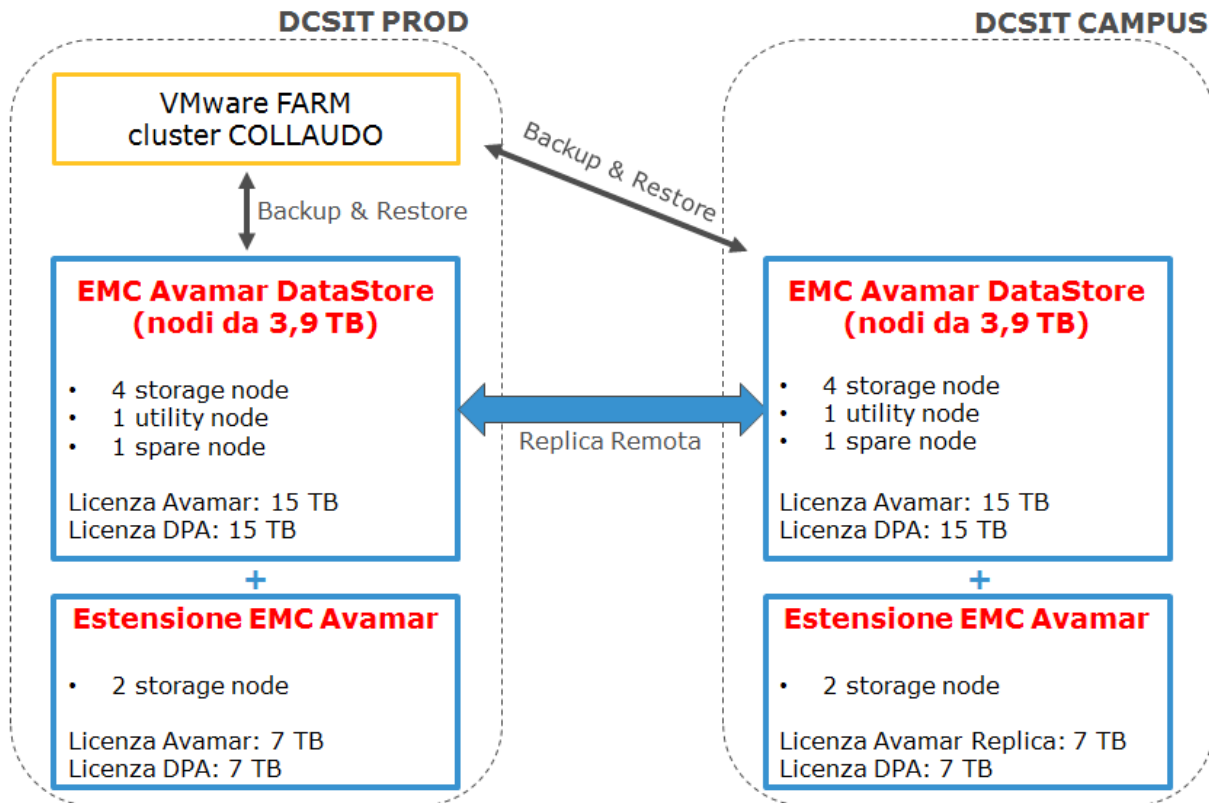 DCSIT PROD
DCSIT CAMPUS
VMware FARM
cluster COLLAUDO
Backup & Restore
Backup & Restore
EMC Avamar DataStore
(nodi da 3,9 TB)
• 4 storage node
• 1 utility node
• 1 spare node
Licenza Avamar: 15 TB
Licenza DPA: 15 TB
Replica Remota
EMC Avamar DataStore
(nodi da 3,9 TB)
• 4 storage node
• 1 utility node
• 1 spare node
Licenza Avamar: 15 TB
Licenza DPA: 15 TB
+
Estensione EMC Avamar
• 2 storage node
Licenza Avamar: 7 TB
Licenza DPA: 7 TB
+
Estensione EMC Avamar
• 2 storage node
Licenza Avamar Replica: 7 TB
Licenza DPA: 7 TB